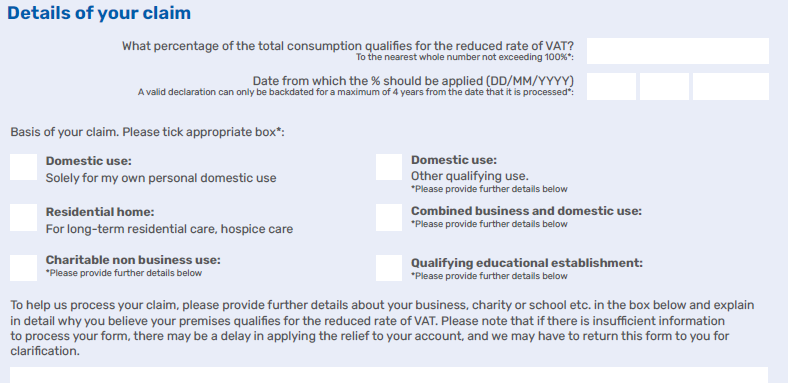 Details of your claim
What percentage of the total consumption qualifies for the reduced rate of VAT?
To the nearest whole number not exceeding 100%*:
Date from which the % should be applied (DD/MM/YYYY)
A valid declaration can only be backdated for a maximum of 4 years from the date that it is processed*:
Basis of your claim. Please tick appropriate box*:
Domestic use:
Solely for my own personal domestic use
Domestic use:
Other qualifying use.
*Please provide further details below
Residential home:
For long-term residential care, hospice care
Combined business and domestic use:
*Please provide further details below
Charitable non business use:
*Please provide further details below
Qualifying educational establishment:
*Please provide further details below
To help us process your claim, please provide further details about your business, charity or school etc. in the box below and explain
in detail why you believe your premises qualifies for the reduced rate of VAT. Please note that if there is insufficient information
to process your form, there may be a delay in applying the relief to your account, and we may have to return this form to you for
clarification.